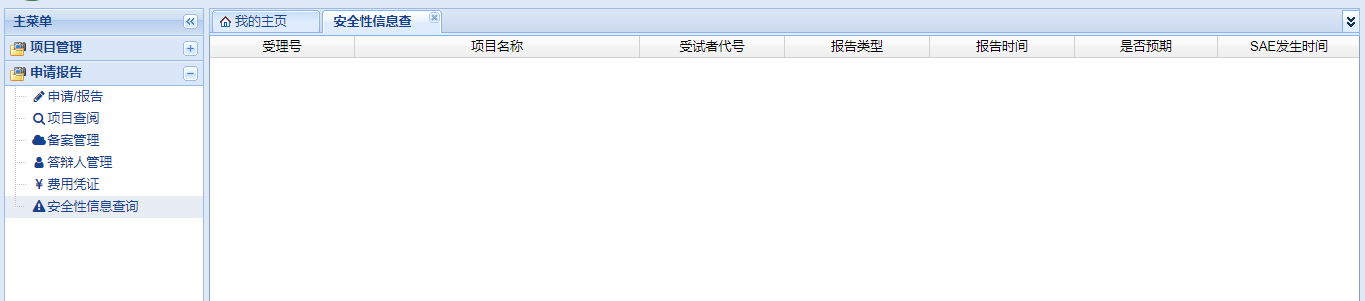 主菜单
我的主页
安全性信息查
项目管理
受理号
项目名称
受试者代号
报告类型
报告时间
是否预期
SAE发生时间
申请报告
申请/报告
项目查阅
备案管理
答辩人管理
费用凭证
安全性信息查询